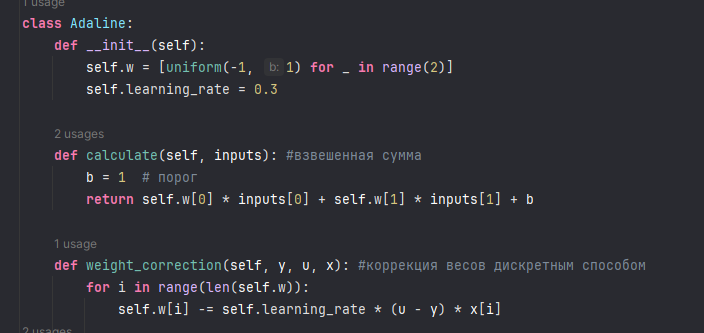 1 usage
class Adaline:
def __init__(self):
self.w = [uniform(-1, b: 1) for _ in range(2)]
self.learning_rate = 0.3
2 usages
def calculate(self, inputs): #взвешенная сумма
b = 1 # порог
return self.w[0] * inputs[0] + self.w[1] * inputs[1] + b
1 usage
def weight_correction(self, y, u, x): #коррекция весов дискретным способом
for i in range(len(self.w)):
self.w[i] -= self.learning_rate * (u - y) * x[i]
2 usages